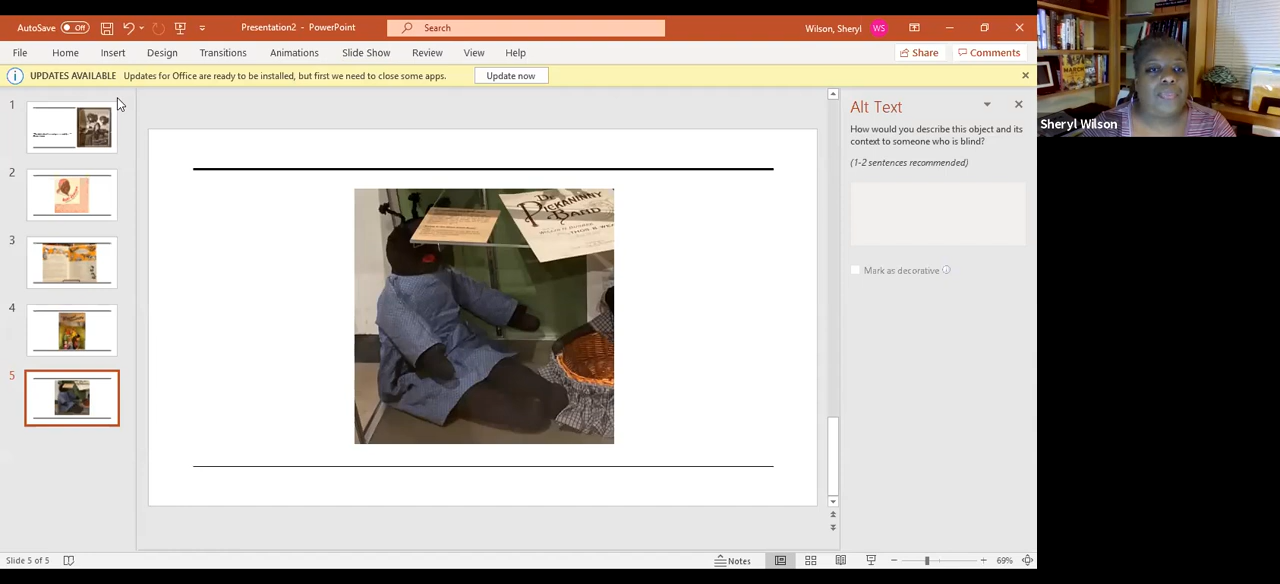 AutoSave Off Presentation2 - PowerPoint Search Wilson, Sheryl WS
File Home Insert Design Transitions Animations Slide Show Review View Help Share Comments
UPDATES AVAILABLE Updates for Office are ready to be installed, but first we need to close some apps. Update now
1
2
3
4
5
PICKANINNY
BAND
Alt Text
How would you describe this object and its
context to someone who is blind?
(1-2 sentences recommended)
Mark as decorative
Sheryl Wilson
Slide 5 of 5 Notes 69%